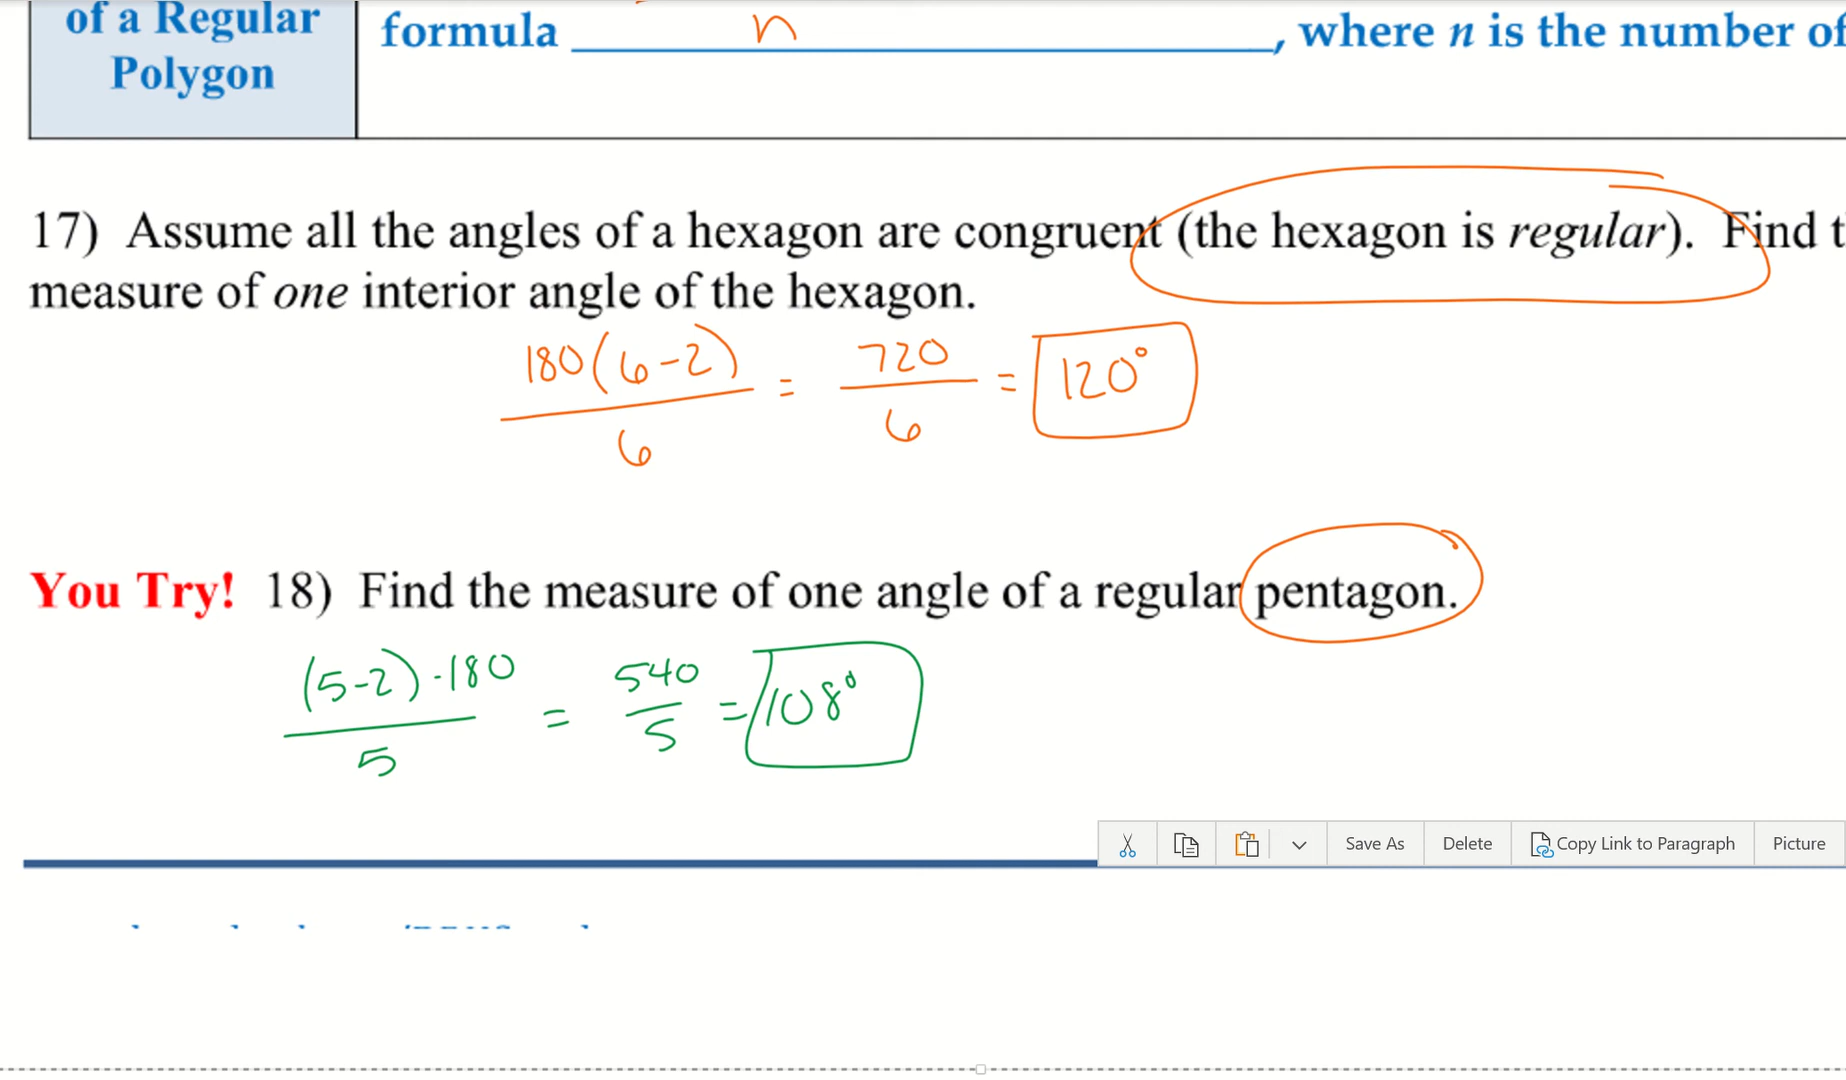 of a Regular
Polygon
formula n , where n is the number of
17) Assume all the angles of a hexagon are congruent (the hexagon is regular). Find t
measure of one interior angle of the hexagon.
180(6-2)/6 = 720/6 = 120°
You Try! 18) Find the measure of one angle of a regular pentagon.
(5-2)·180/5 = 540/5 = 108°
Save As Delete Copy Link to Paragraph Picture